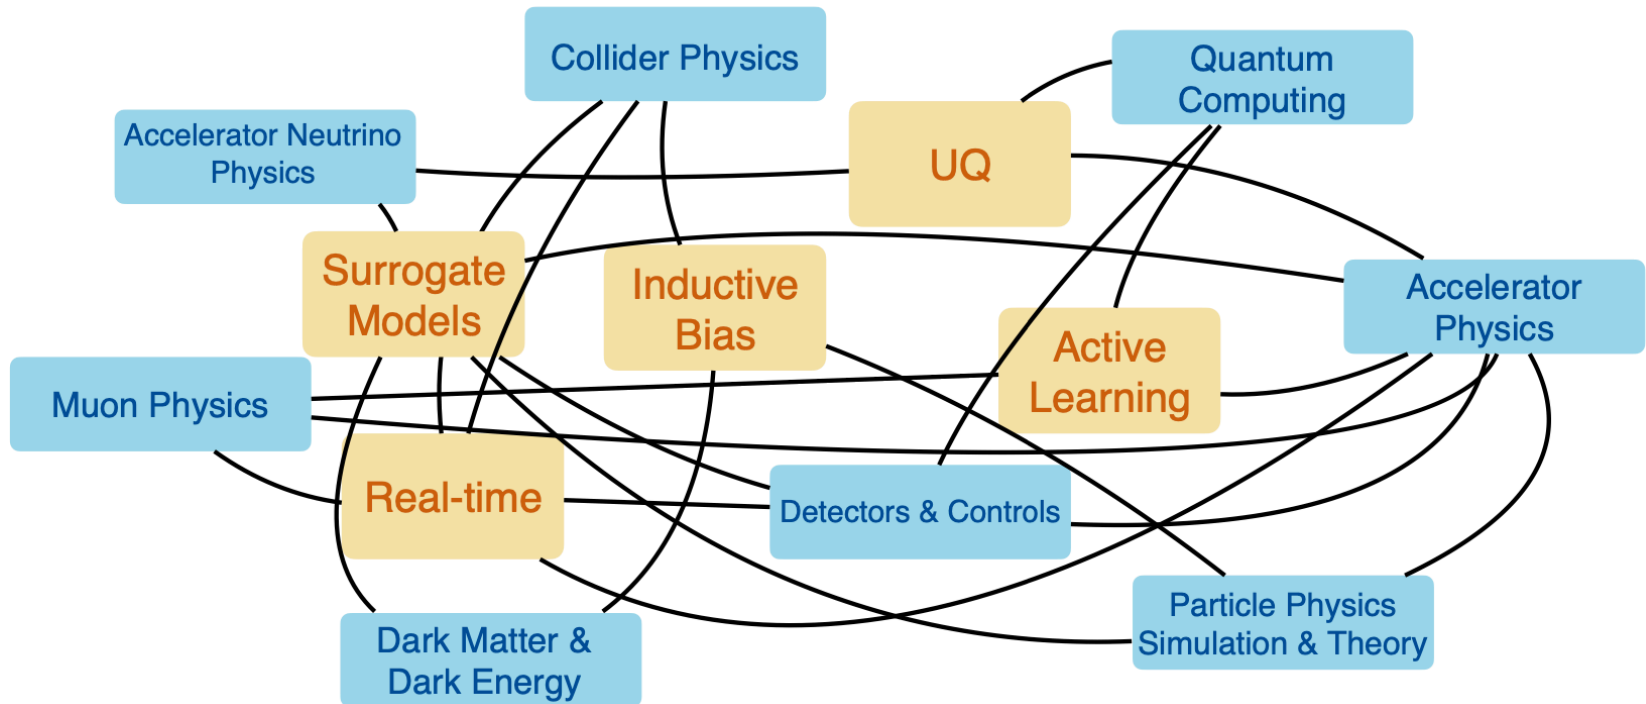 Collider Physics
Quantum
Computing
Accelerator Neutrino
Physics
UQ
Surrogate
Models
Inductive
Bias
Accelerator
Physics
Active
Learning
Muon Physics
Real-time
Detectors & Controls
Particle Physics
Simulation & Theory
Dark Matter &
Dark Energy